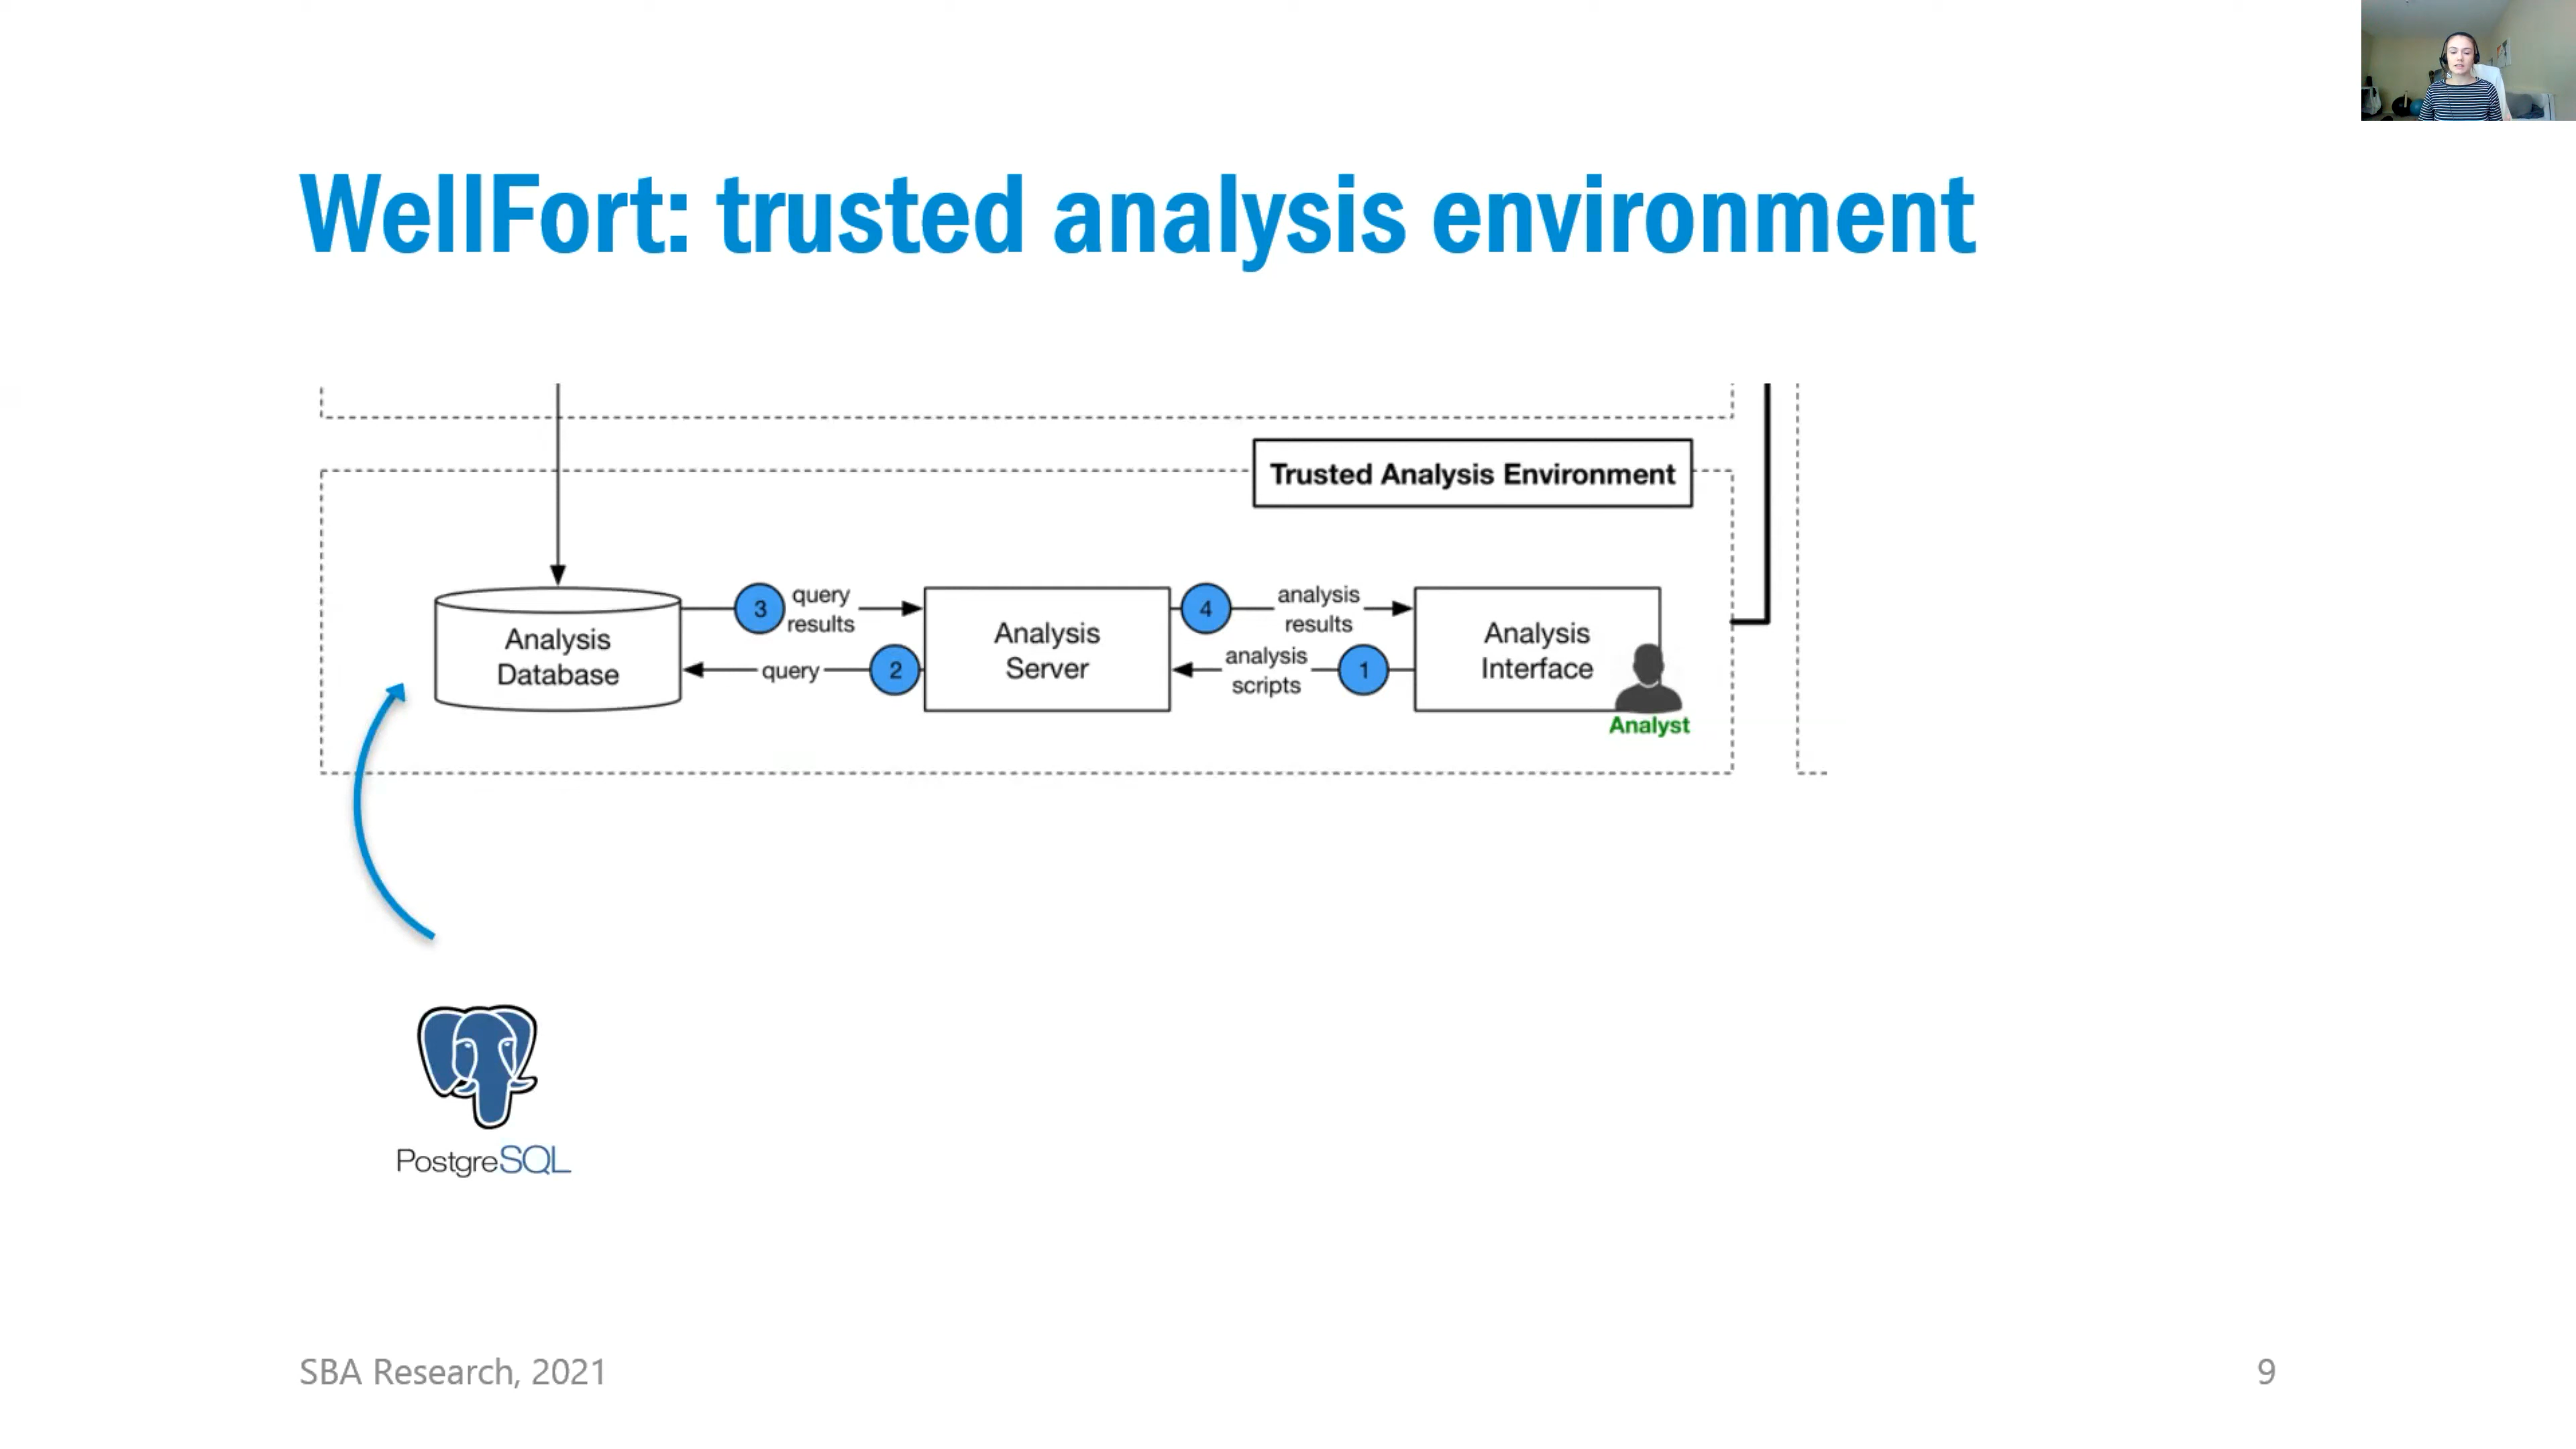 WellFort: trusted analysis environment
Trusted Analysis Environment
Analysis
Database
3
query
results
query
2
Analysis
Server
4
analysis
results
analysis
scripts
1
Analysis
Interface
Analyst
PostgreSQL
SBA Research, 2021
9